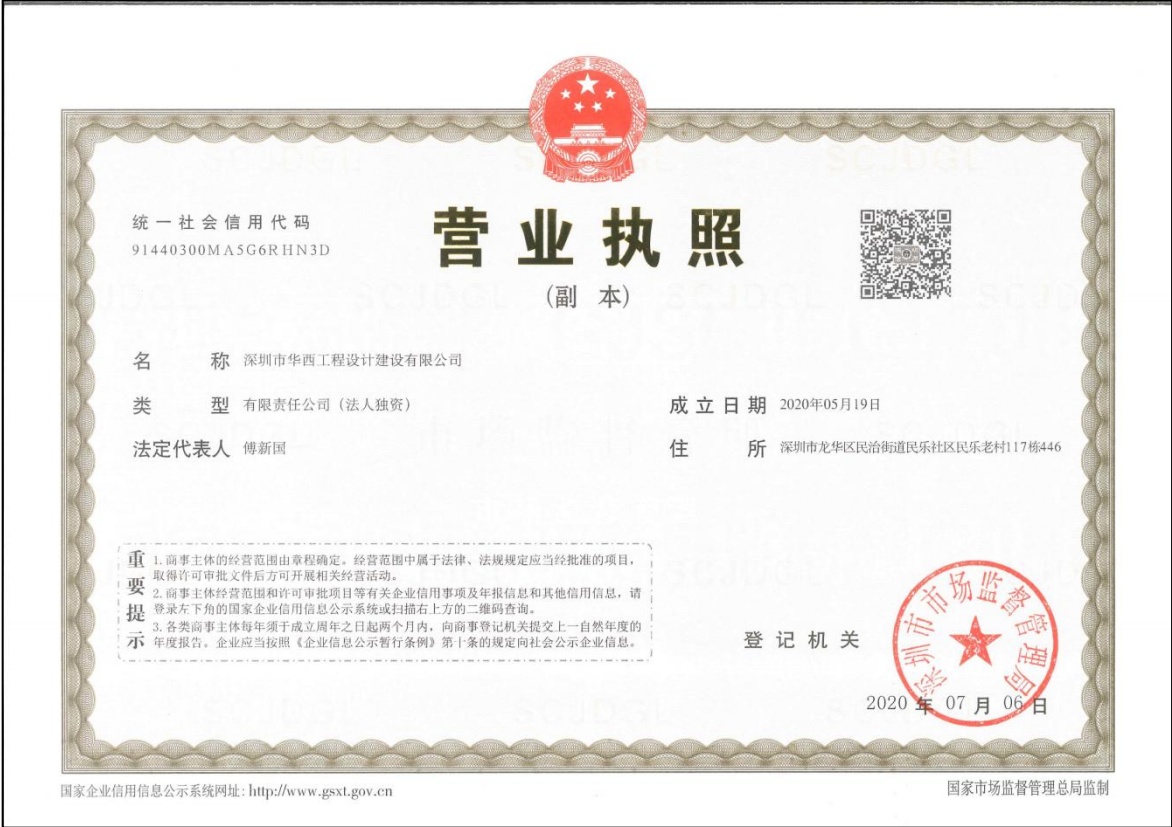 统一社会信用代码
91440300MA5G6RHN3D
营业执照
(副 本)
名 称 深圳市华西工程设计建设有限公司
类 型 有限责任公司（法人独资）
法定代表人 傅新国
成立日期 2020年05月19日
住 所 深圳市龙华区民治街道民乐社区民乐老村117栋446
重要提示
1.商事主体的经营范围由章程确定。经营范围中属于法律、法规规定应当经批准的项目，
取得许可审批文件后方可开展相关经营活动。
2.商事主体经营范围和许可审批项目等有关企业信用事项及年报信息和其他信用信息，请
登录左下角的国家企业信用信息公示系统或扫描右上方的二维码查询。
3.各类商事主体每年须于成立周年之日起两个月内，向商事登记机关提交上一自然年度的
年度报告。企业应当按照《企业信息公示暂行条例》第十条的规定向社会公示企业信息。
登记机关
深圳市市场监督管理局
2020 年 07 月 06 日
国家企业信用信息公示系统网址: http://www.gsxt.gov.cn
国家市场监督管理总局监制